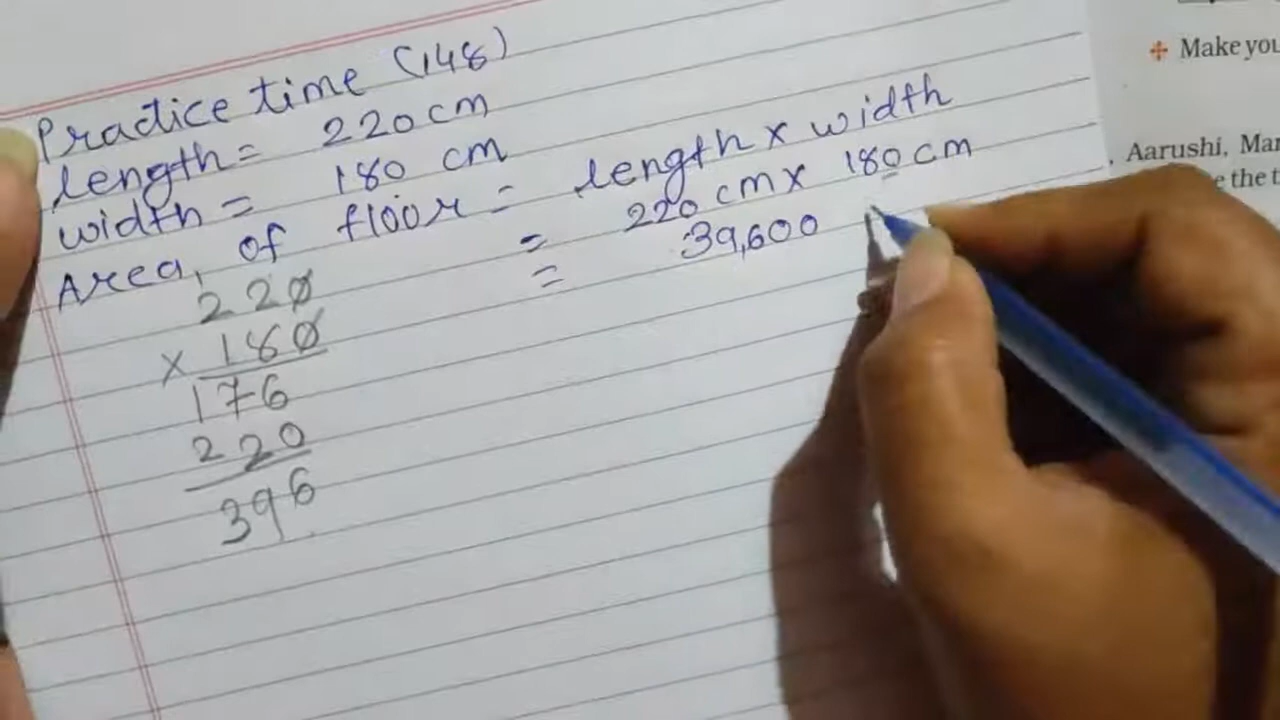 Practice time (148)
length = 220 cm
width = 180 cm
Area, of floor = length × width
= 220 cm × 180 cm
= 39,600
220
× 180
176
220
396
Make you
Aarushi, Mar
e the t